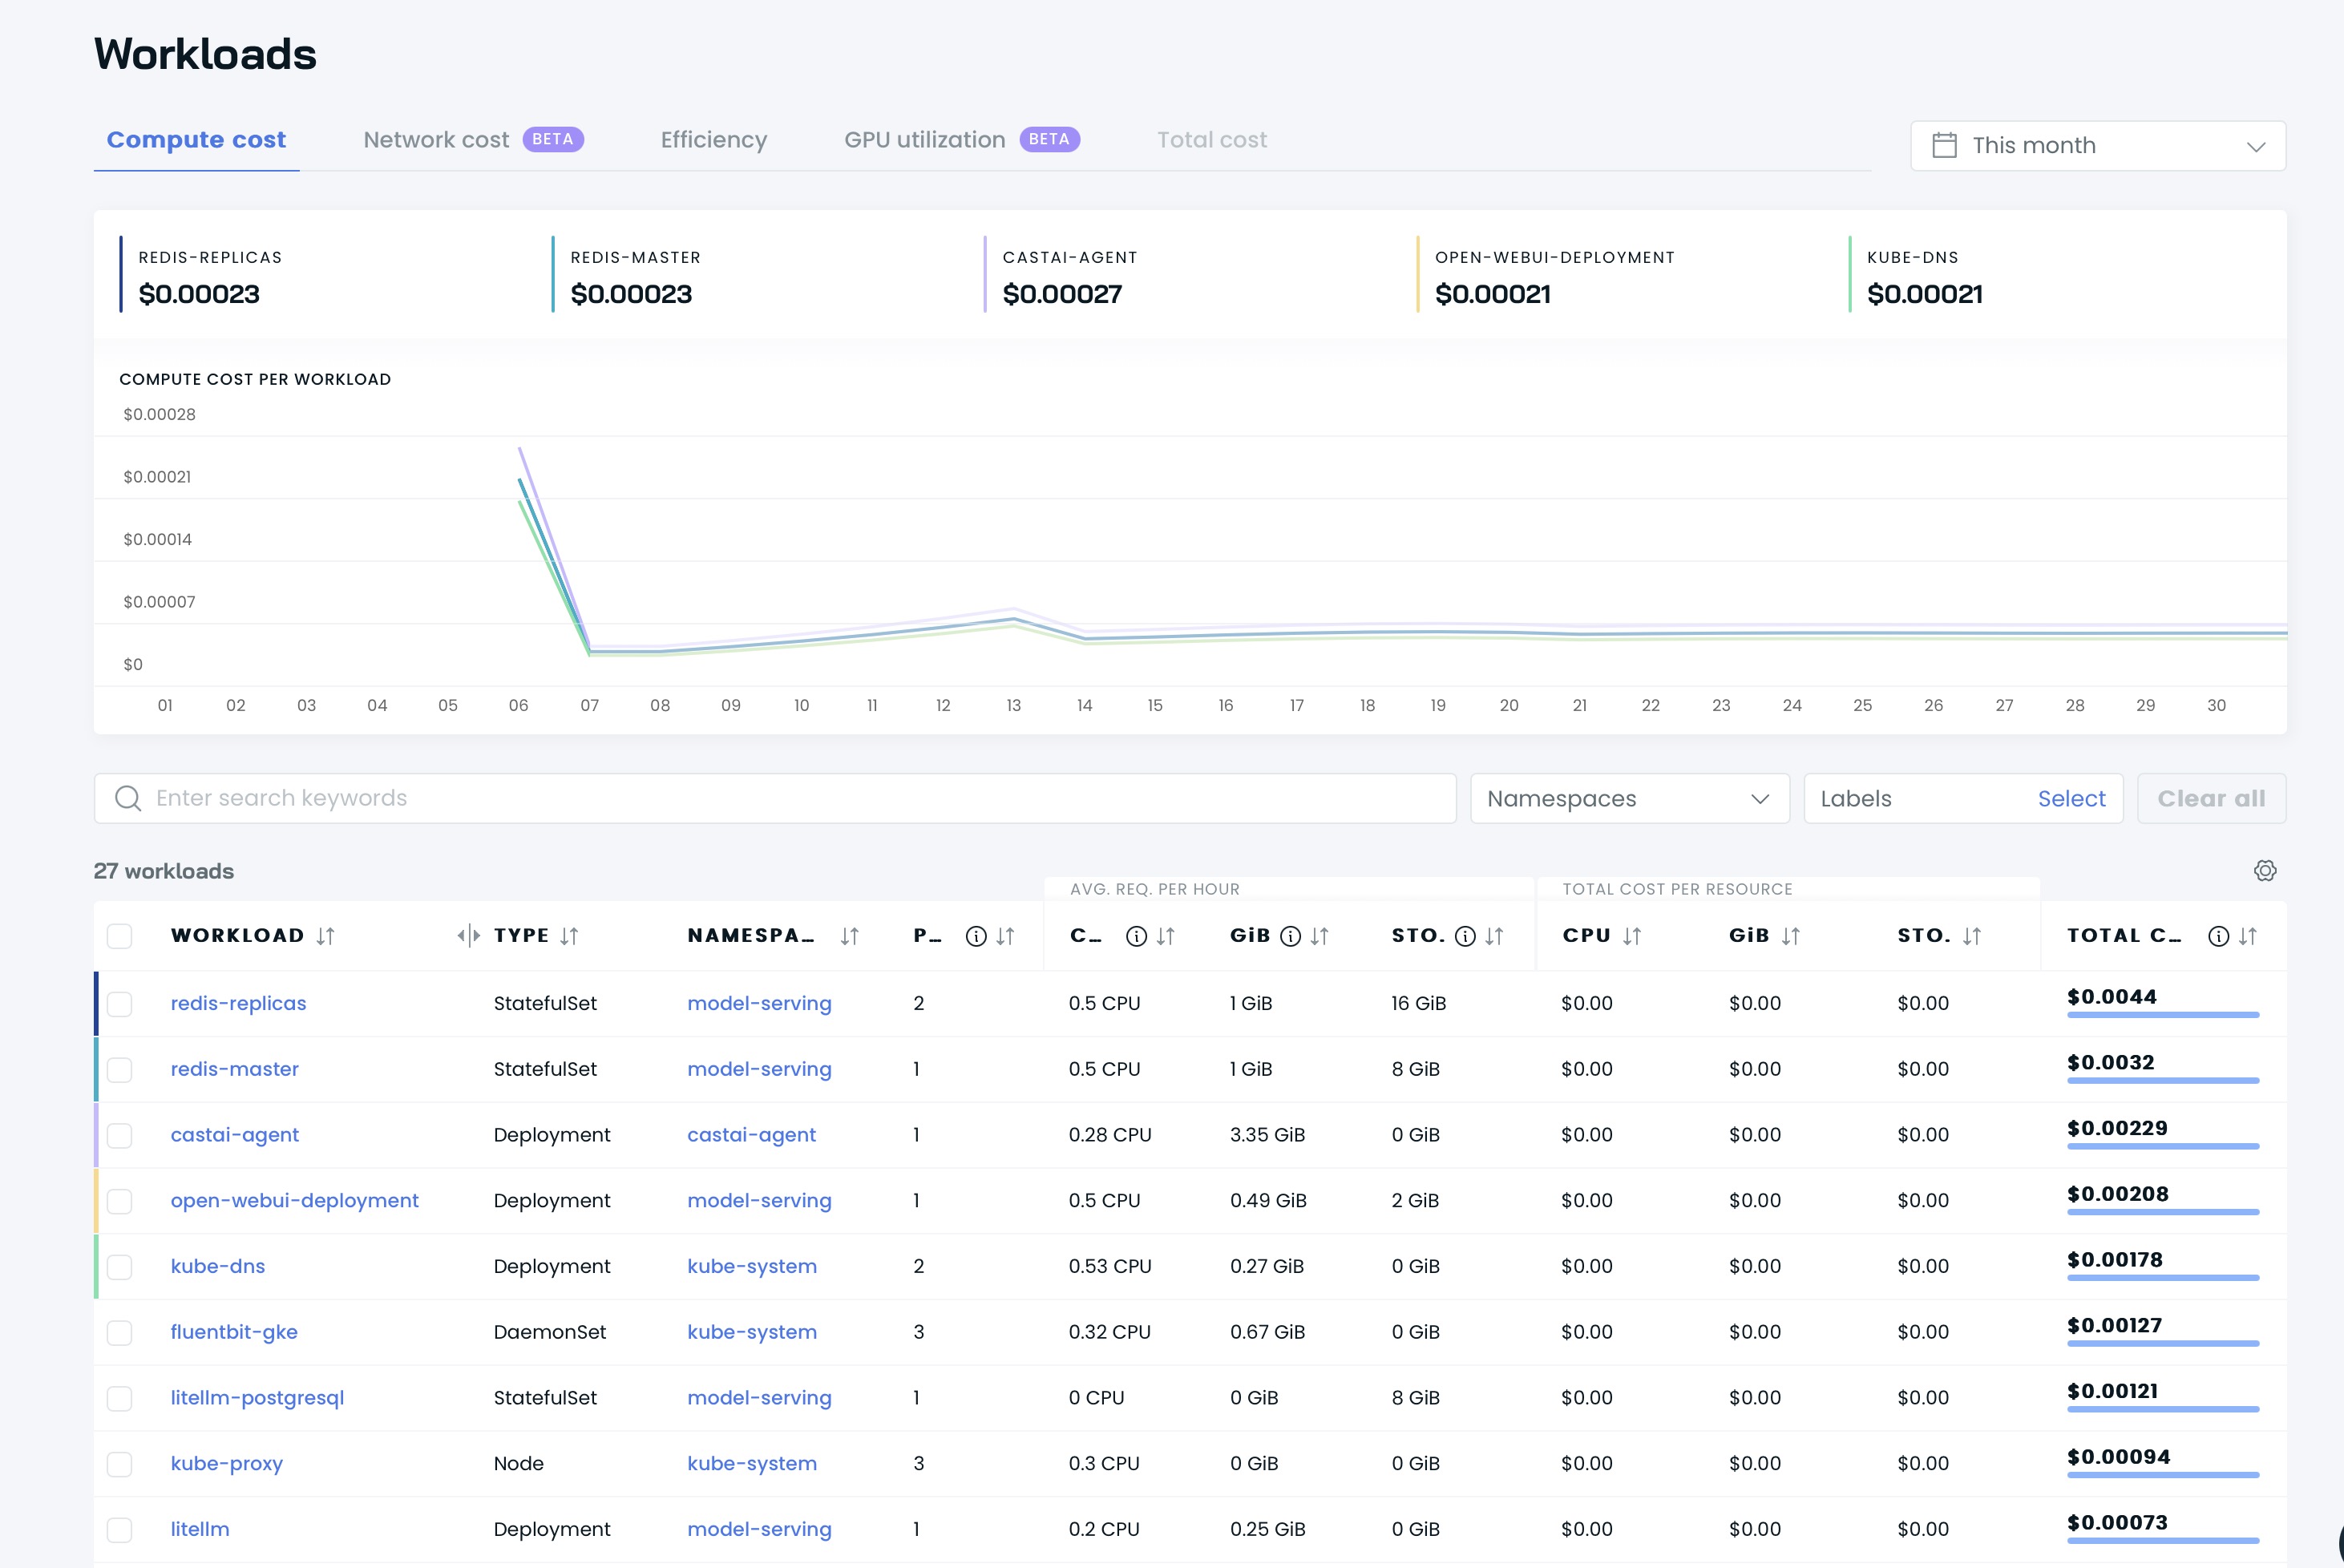 Workloads
Compute cost Network cost BETA Efficiency GPU utilization BETA Total cost This month
REDIS-REPLICAS REDIS-MASTER CASTAI-AGENT OPEN-WEBUI-DEPLOYMENT KUBE-DNS
$0.00023 $0.00023 $0.00027 $0.00021 $0.00021
COMPUTE COST PER WORKLOAD
$0.00028
$0.00021
$0.00014
$0.00007
$0
01 02 03 04 05 06 07 08 09 10 11 12 13 14 15 16 17 18 19 20 21 22 23 24 25 26 27 28 29 30
Enter search keywords Namespaces Labels Select Clear all
27 workloads
AVG. REQ. PER HOUR TOTAL COST PER RESOURCE
WORKLOAD TYPE NAMESPA... P... C... GiB STO. CPU GiB STO. TOTAL C...
redis-replicas StatefulSet model-serving 2 0.5 CPU 1 GiB 16 GiB $0.00 $0.00 $0.00 $0.0044
redis-master StatefulSet model-serving 1 0.5 CPU 1 GiB 8 GiB $0.00 $0.00 $0.00 $0.0032
castai-agent Deployment castai-agent 1 0.28 CPU 3.35 GiB 0 GiB $0.00 $0.00 $0.00 $0.00229
open-webui-deployment Deployment model-serving 1 0.5 CPU 0.49 GiB 2 GiB $0.00 $0.00 $0.00 $0.00208
kube-dns Deployment kube-system 2 0.53 CPU 0.27 GiB 0 GiB $0.00 $0.00 $0.00 $0.00178
fluentbit-gke DaemonSet kube-system 3 0.32 CPU 0.67 GiB 0 GiB $0.00 $0.00 $0.00 $0.00127
litellm-postgresql StatefulSet model-serving 1 0 CPU 0 GiB 8 GiB $0.00 $0.00 $0.00 $0.00121
kube-proxy Node kube-system 3 0.3 CPU 0 GiB 0 GiB $0.00 $0.00 $0.00 $0.00094
litellm Deployment model-serving 1 0.2 CPU 0.25 GiB 0 GiB $0.00 $0.00 $0.00 $0.00073